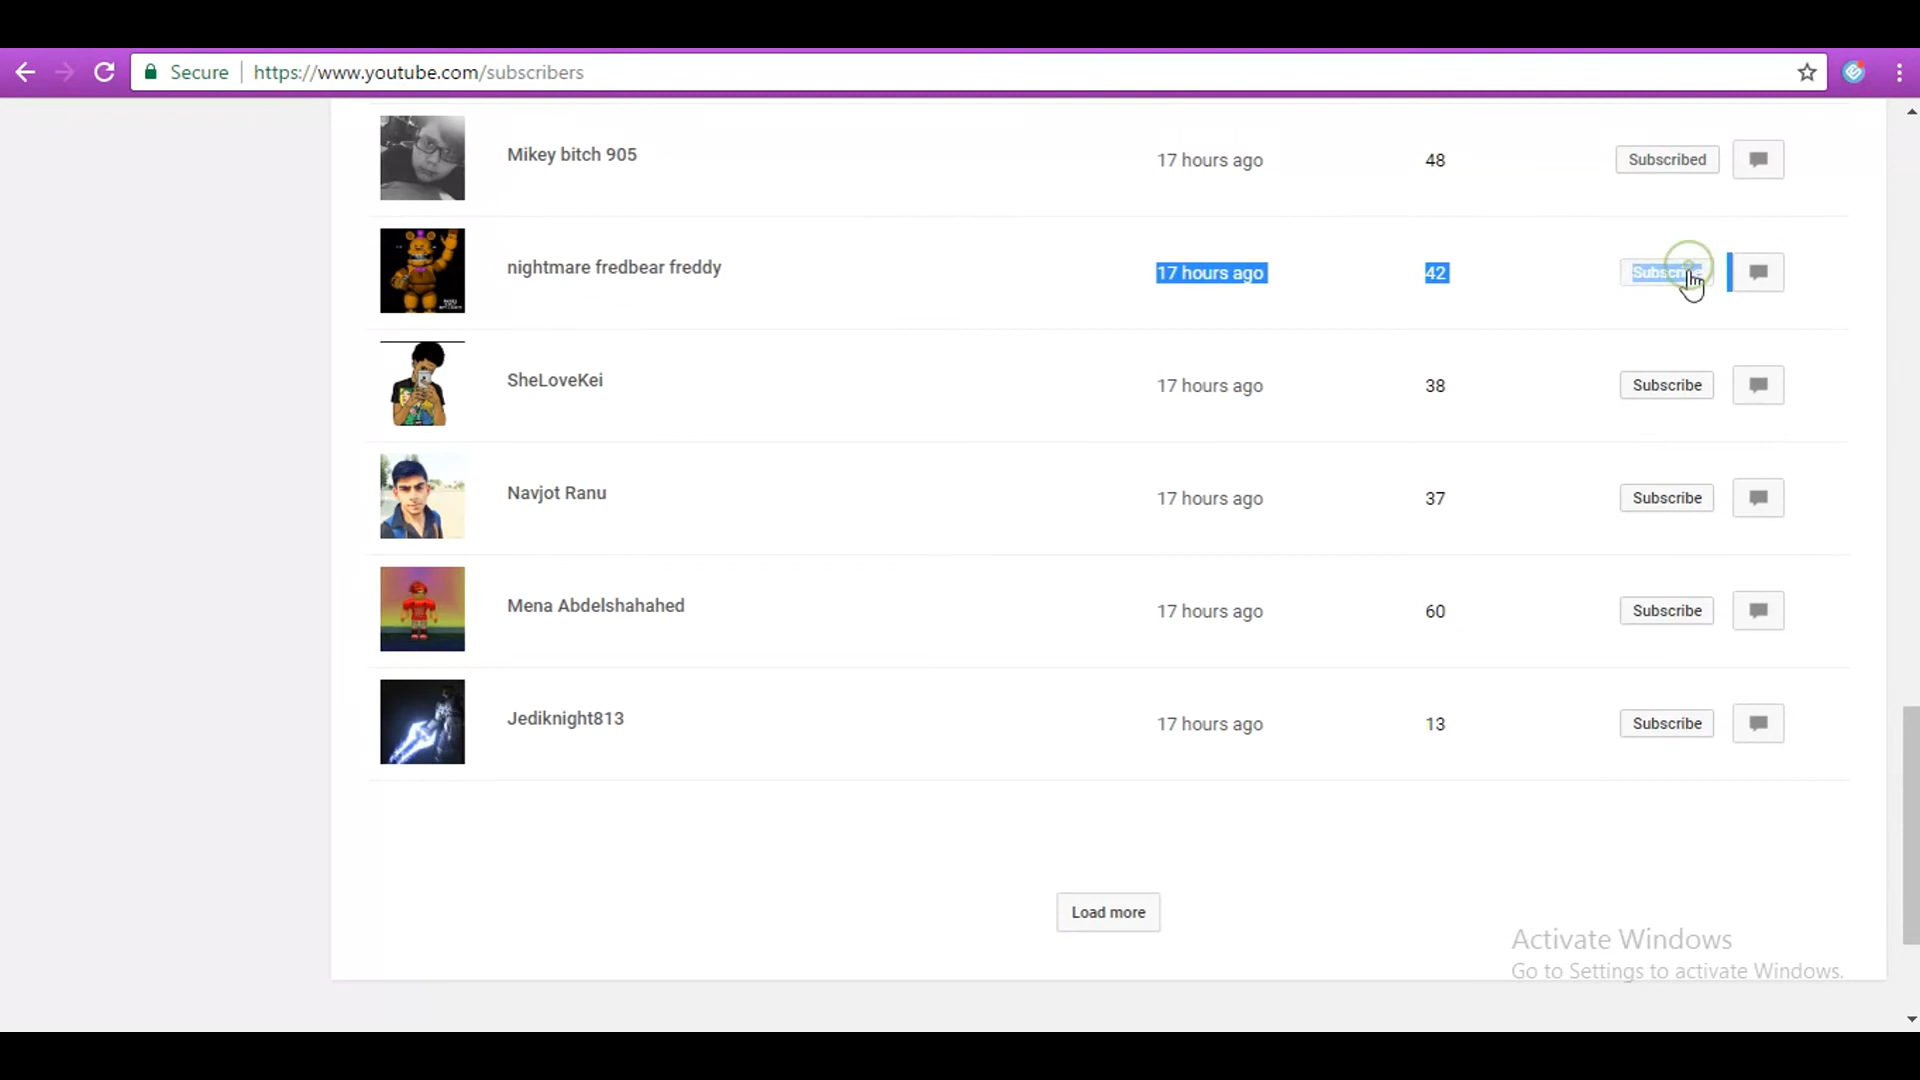 Secure https://www.youtube.com/subscribers
Mikey bitch 905 17 hours ago 48 Subscribed
nightmare fredbear freddy 17 hours ago 42 Subscribe
SheLoveKei 17 hours ago 38 Subscribe
Navjot Ranu 17 hours ago 37 Subscribe
Mena Abdelshahahed 17 hours ago 60 Subscribe
Jediknight813 17 hours ago 13 Subscribe
Load more
Activate Windows
Go to Settings to activate Windows.